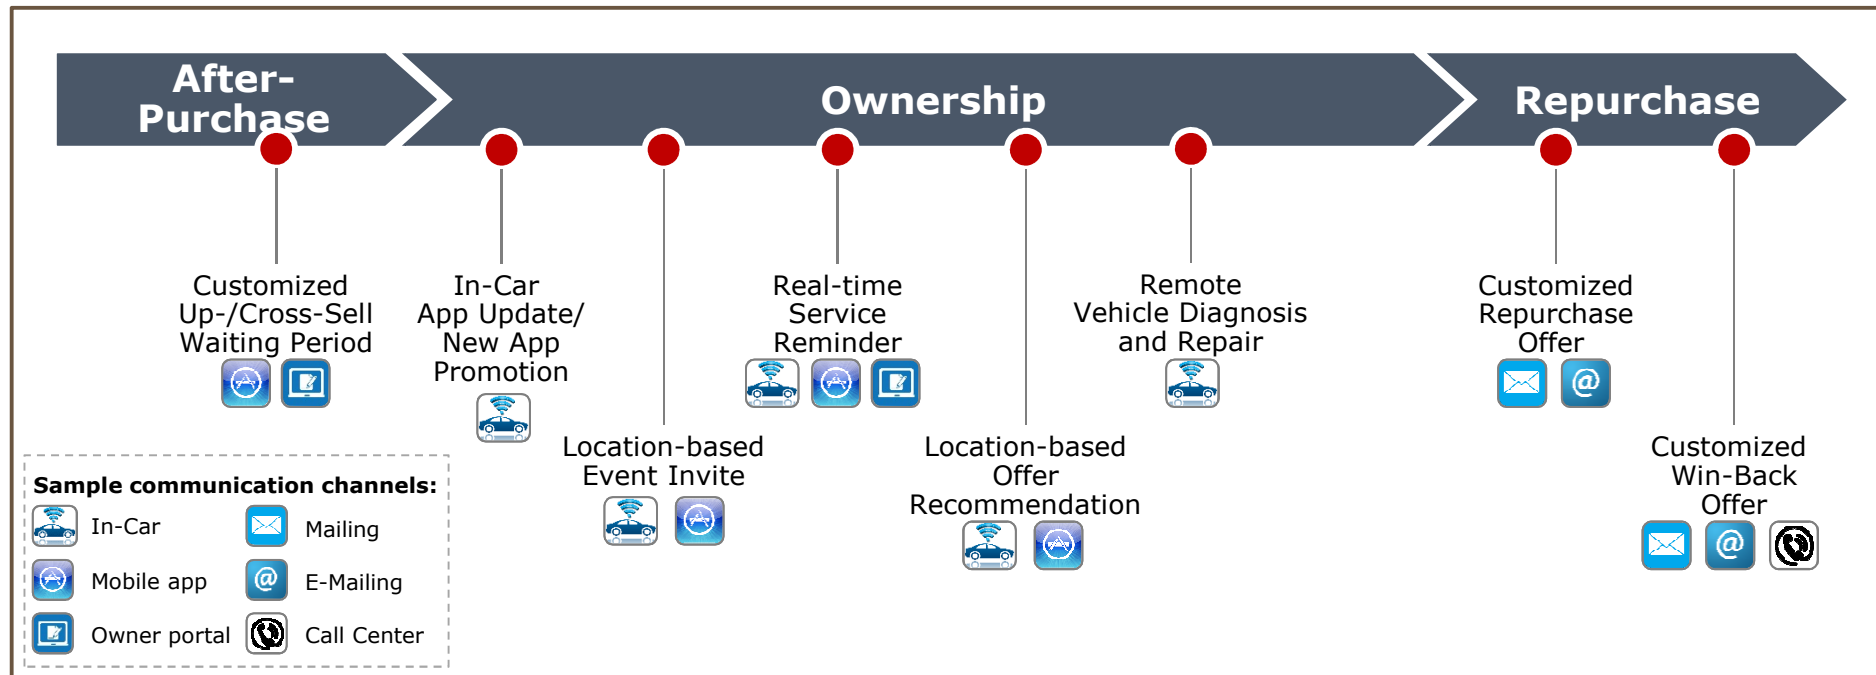 After-
Purchase
Ownership
Repurchase
Customized
Up-/Cross-Sell
Waiting Period
In-Car
App Update/
New App
Promotion
Location-based
Event Invite
Real-time
Service
Reminder
Location-based
Offer
Recommendation
Remote
Vehicle Diagnosis
and Repair
Customized
Repurchase
Offer
@
Customized
Win-Back
Offer
@
Sample communication channels:
In-Car
Mailing
Mobile app
@
E-Mailing
Owner portal
Call Center